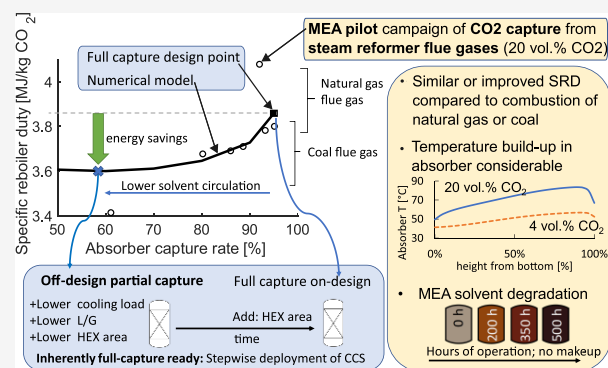 Specific reboiler duty [MJ/kg CO2]
4
3.8
3.6
3.4
50
60
70
80
90
100
Absorber capture rate [%]
Full capture design point
Numerical model
energy savings
Lower solvent circulation
Natural gas
flue gas
Coal flue gas
MEA pilot campaign of CO2 capture from
steam reformer flue gases (20 vol.% CO2)
• Similar or improved SRD
compared to combustion of
natural gas or coal
• Temperature build-up in
absorber considerable
Absorber T [°C]
90
70
50
30
20 vol.% CO2
4 vol.% CO2
0%
50%
100%
height from bottom [%]
• MEA solvent degradation
0 h
200 h
350 h
500 h
Hours of operation; no makeup
Off-design partial capture
+Lower cooling load
+Lower L/G
+Lower HEX area
Full capture on-design
Add: HEX area
time
Inherently full-capture ready: Stepwise deployment of CCS